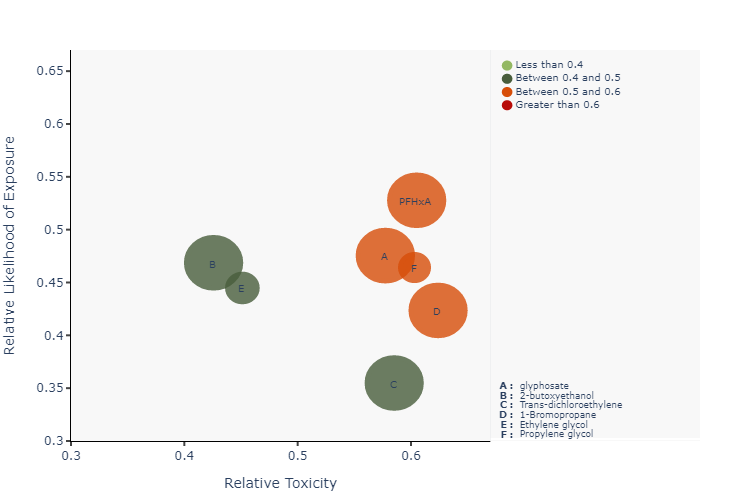 Less than 0.4
Between 0.4 and 0.5
Between 0.5 and 0.6
Greater than 0.6
Relative Likelihood of Exposure
0.65
0.6
0.55
0.5
0.45
0.4
0.35
0.3
PFHxA
A
B
F
E
D
C
A : glyphosate
B : 2-butoxyethanol
C : Trans-dichloroethylene
D : 1-Bromopropane
E : Ethylene glycol
F : Propylene glycol
0.3 0.4 0.5 0.6
Relative Toxicity